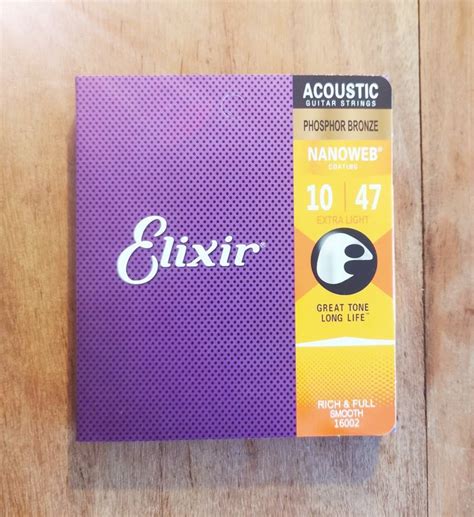 Elixir®
ACOUSTIC
GUITAR STRINGS
PHOSPHOR BRONZE
NANOWEB®
COATING
10 | 47
EXTRA LIGHT
GREAT TONE
LONG LIFE™
RICH & FULL
SMOOTH
16002